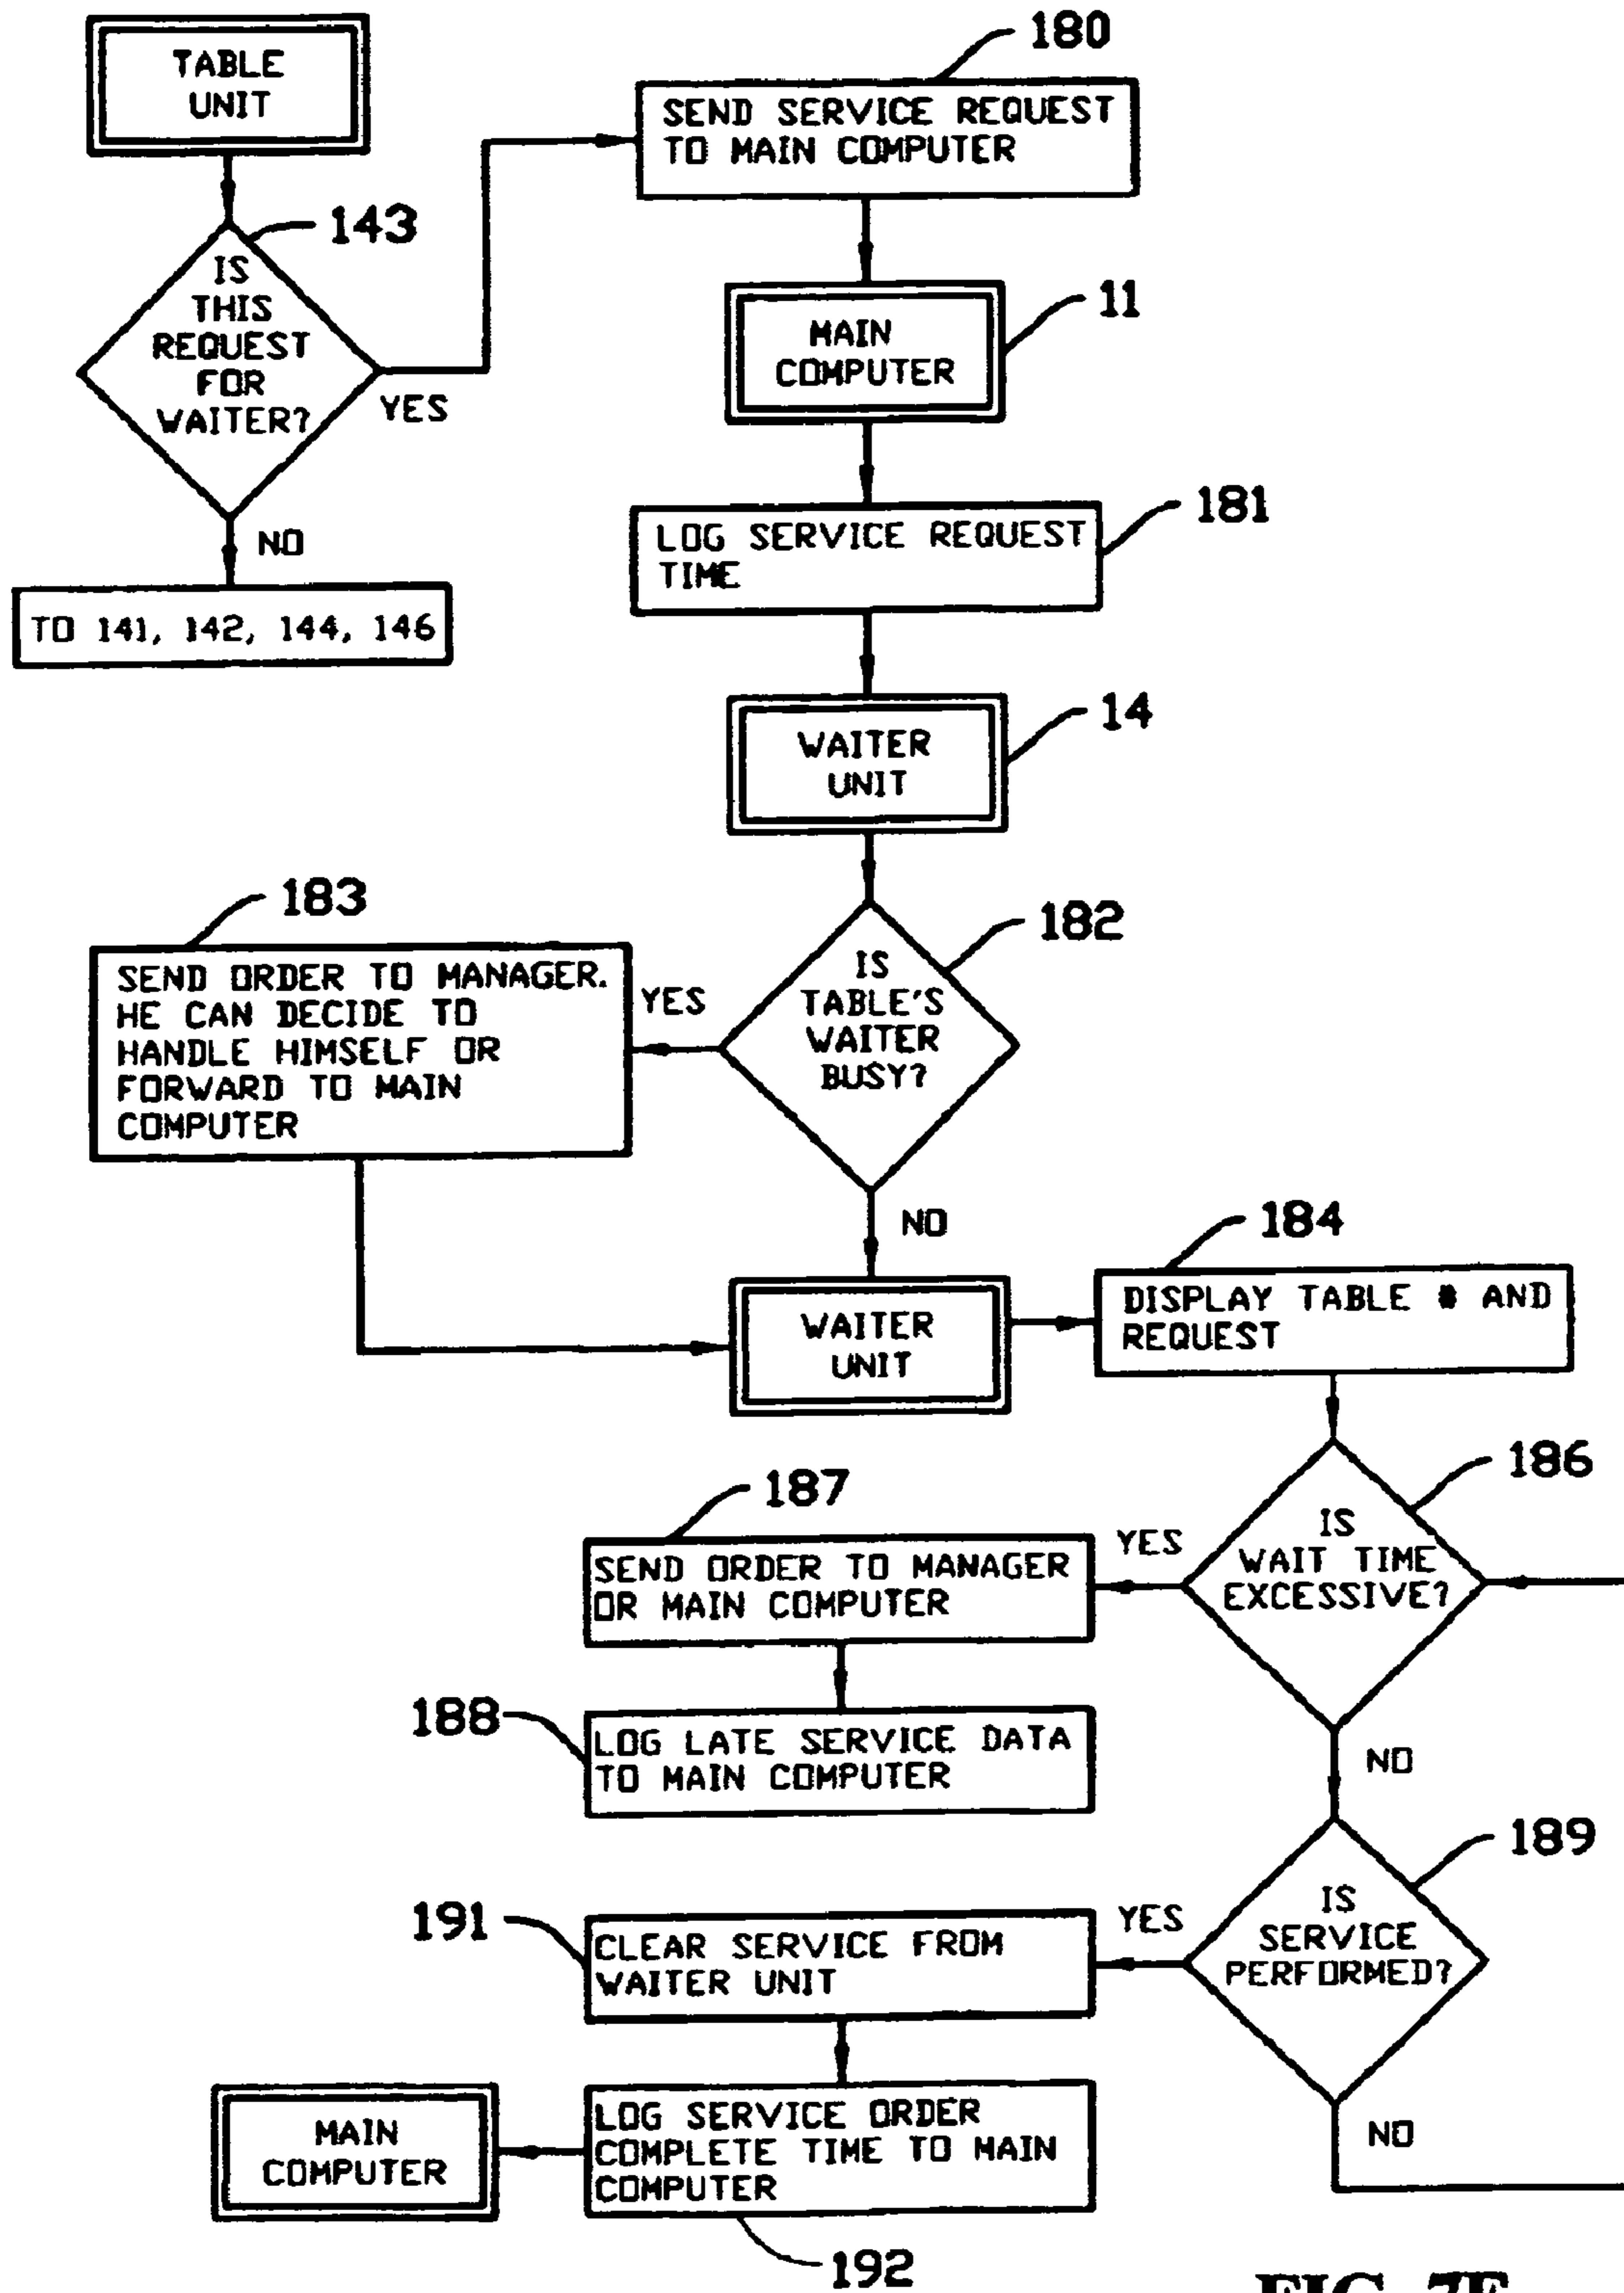 TABLE
UNIT
180
SEND SERVICE REQUEST
TO MAIN COMPUTER
143
IS
THIS
REQUEST
FOR
WAITER?
YES
NO
TO 141, 142, 144, 146
11
MAIN
COMPUTER
181
LOG SERVICE REQUEST
TIME
14
WAITER
UNIT
182
IS
TABLE'S
WAITER
BUSY?
YES
183
SEND ORDER TO MANAGER.
HE CAN DECIDE TO
HANDLE HIMSELF OR
FORWARD TO MAIN
COMPUTER
NO
WAITER
UNIT
184
DISPLAY TABLE # AND
REQUEST
186
IS
WAIT TIME
EXCESSIVE?
YES
187
SEND ORDER TO MANAGER
OR MAIN COMPUTER
188
LOG LATE SERVICE DATA
TO MAIN COMPUTER
NO
189
IS
SERVICE
PERFORMED?
YES
191
CLEAR SERVICE FROM
WAITER UNIT
NO
LOG SERVICE ORDER
COMPLETE TIME TO MAIN
COMPUTER
192
MAIN
COMPUTER